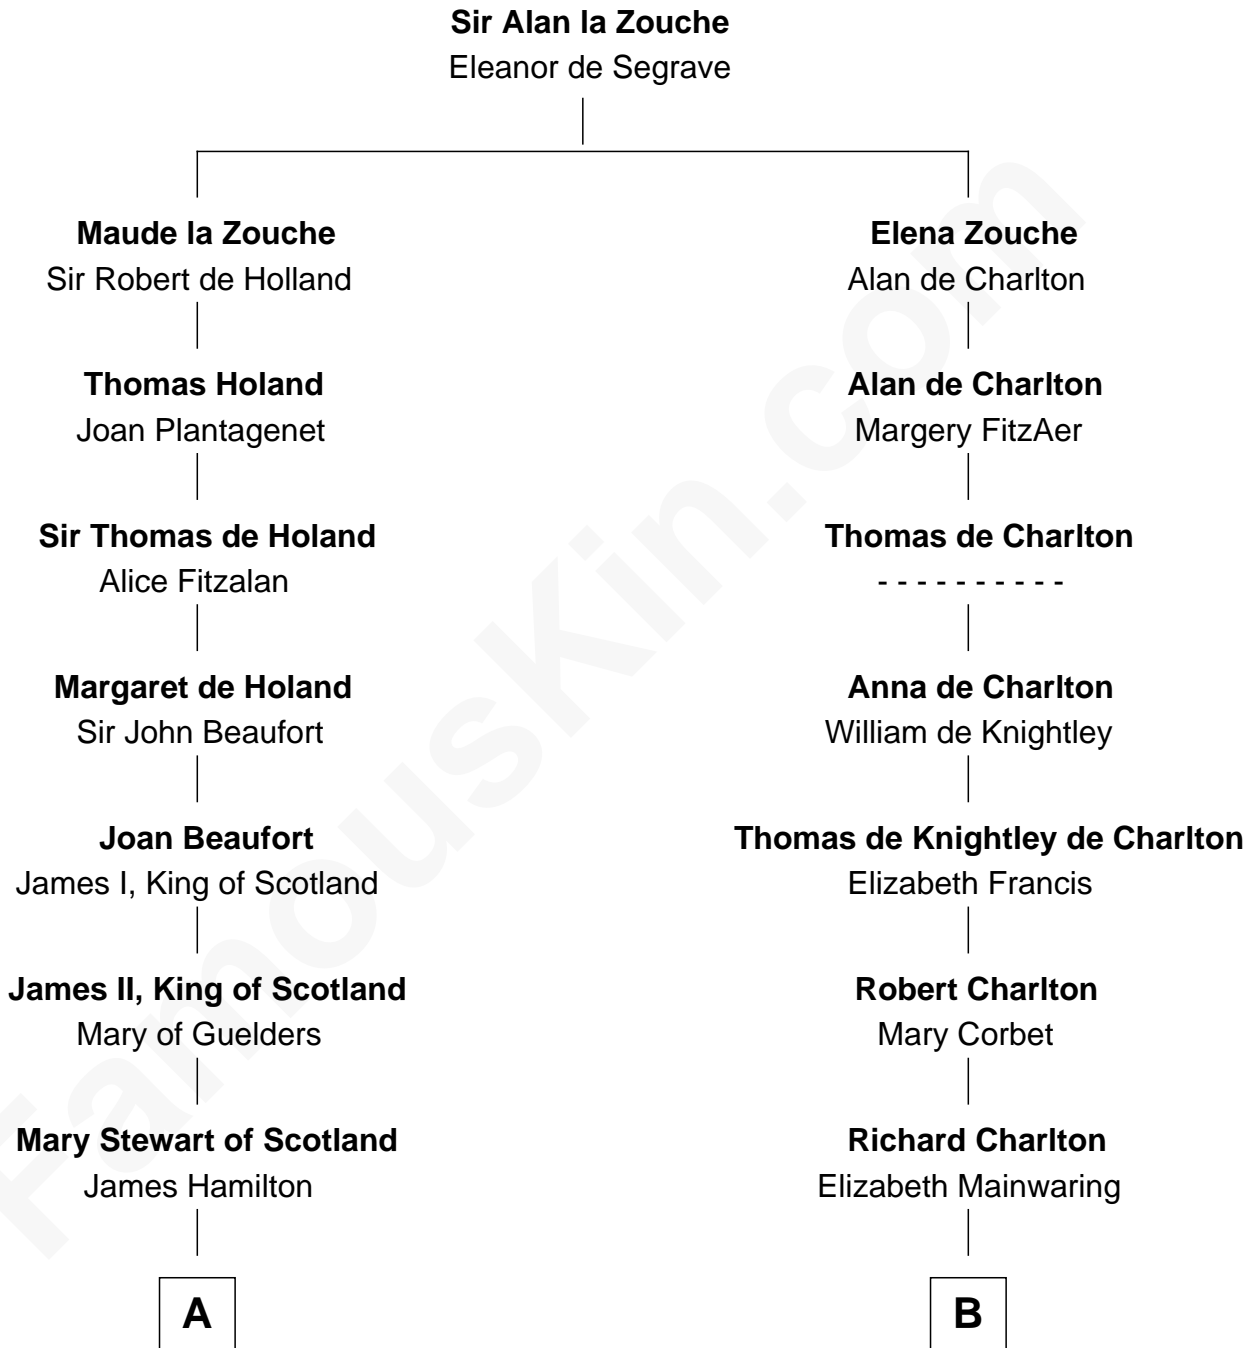 Sir Alan la Zouche
Eleanor de Segrave
Maude la Zouche
Sir Robert de Holland
Elena Zouche
Alan de Charlton
Thomas Holand
Joan Plantagenet
Alan de Charlton
Margery FitzAer
Sir Thomas de Holand
Alice Fitzalan
Thomas de Charlton
- - - - - - - - - -
Margaret de Holand
Sir John Beaufort
Anna de Charlton
William de Knightley
Joan Beaufort
James I, King of Scotland
Thomas de Knightley de Charlton
Elizabeth Francis
James II, King of Scotland
Mary of Guelders
Robert Charlton
Mary Corbet
Mary Stewart of Scotland
James Hamilton
Richard Charlton
Elizabeth Mainwaring
A
B
FamousKin.com